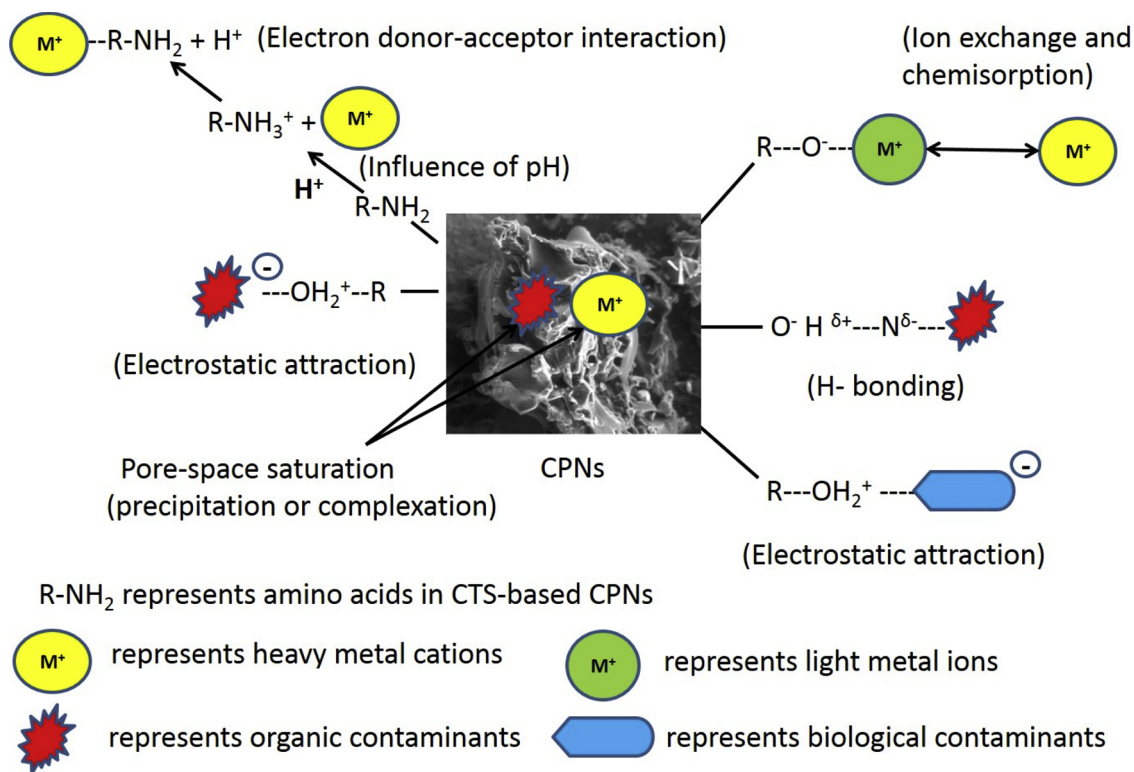 M⁺--R-NH₂ + H⁺ (Electron donor-acceptor interaction)
(Ion exchange and
chemisorption)
R-NH₃⁺ + M⁺
R---O⁻---M⁺ M⁺
(Influence of pH)
H⁺
R-NH₂
⁻ ---OH₂⁺--R
M⁺
O⁻ H ᵟ⁺---Nᵟ⁻---
(Electrostatic attraction)
(H- bonding)
Pore-space saturation
(precipitation or complexation)
CPNs
R---OH₂⁺ ---- ⁻
(Electrostatic attraction)
R-NH₂ represents amino acids in CTS-based CPNs
M⁺ represents heavy metal cations
M⁺ represents light metal ions
represents organic contaminants
represents biological contaminants